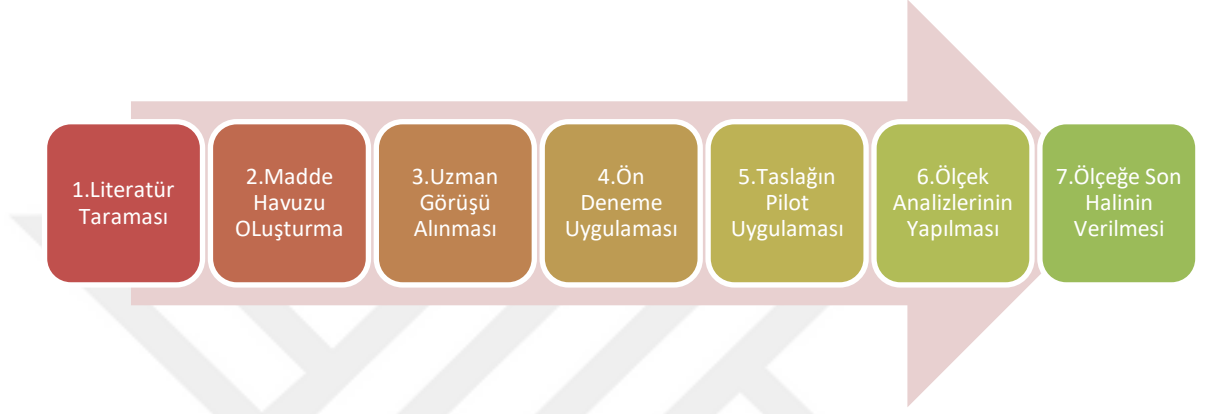 1.Literatür
Taraması
2.Madde
Havuzu
OLuşturma
3.Uzman
Görüşü
Alınması
4.Ön
Deneme
Uygulaması
5.Taslağın
Pilot
Uygulaması
6.Ölçek
Analizlerinin
Yapılması
7.Ölçeğe Son
Halinin
Verilmesi